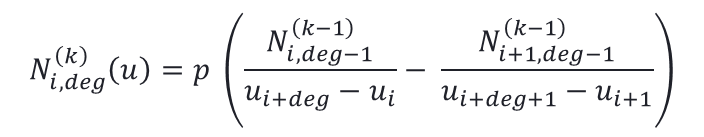 $N_{i,deg}^{(k)}(u) = p \left( \frac{N_{i,deg-1}^{(k-1)}}{u_{i+deg} - u_i} - \frac{N_{i+1,deg-1}^{(k-1)}}{u_{i+deg+1} - u_{i+1}} \right)$